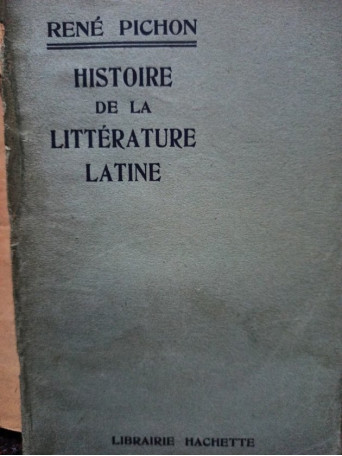 RENÉ PICHON
HISTOIRE
DE LA
LITTÉRATURE
LATINE
LIBRAIRIE HACHETTE